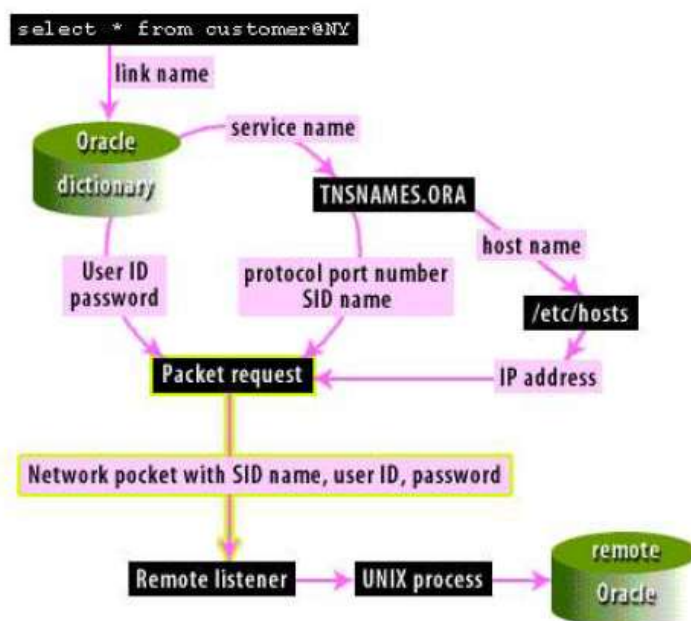 select * from customer@NY
link name
service name
Oracle
dictionary
TNSNAMES.ORA
host name
User ID
password
protocol port number
SID name
/etc/hosts
Packet request
IP address
Network pocket with SID name, user ID, password
Remote listener
UNIX process
remote
Oracle